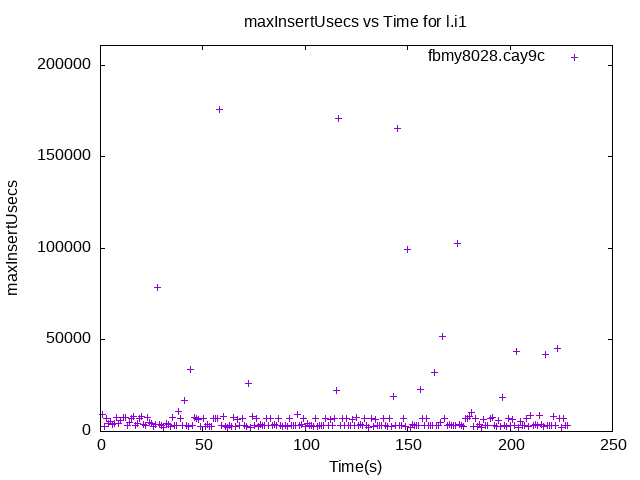 maxInsertUsecs vs Time for l.i1
fbmy8028.cay9c
200000
150000
100000
50000
0
maxInsertUsecs
0 50 100 150 200 250
Time(s)